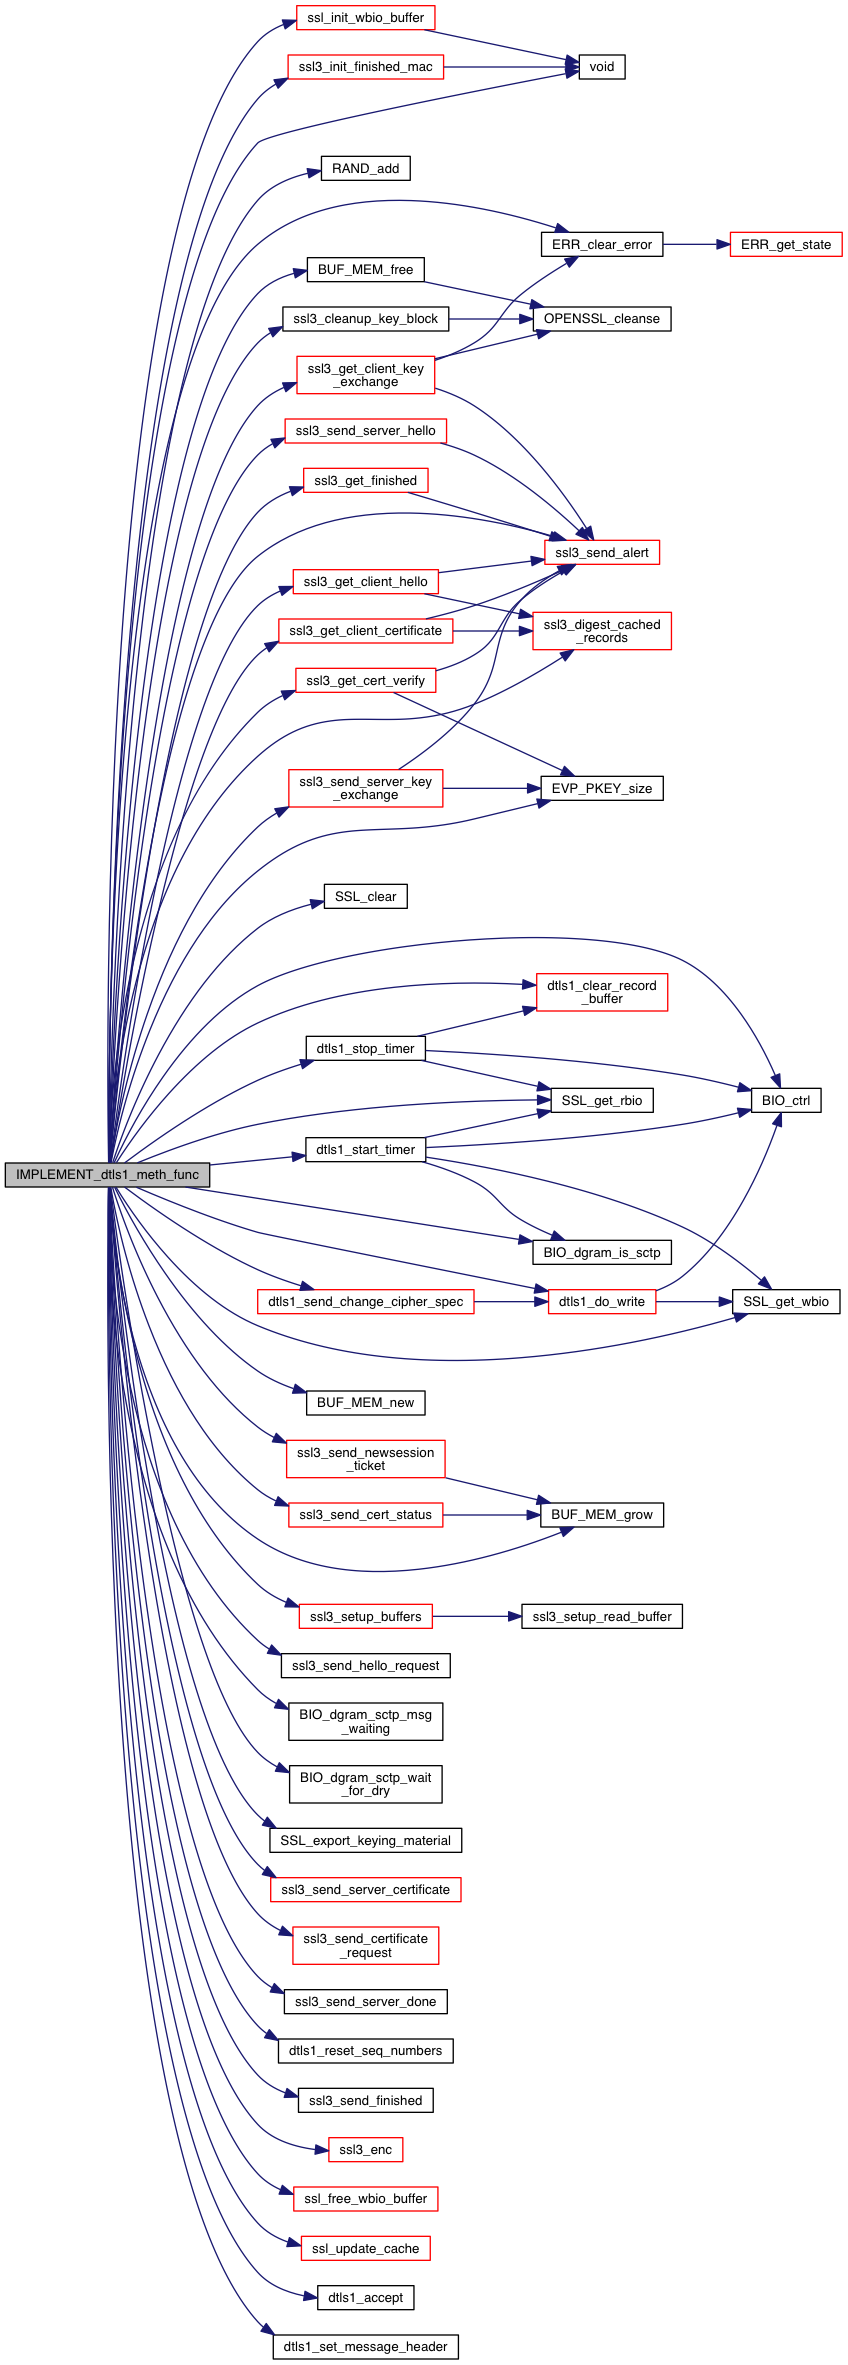 ssl_init_wbio_buffer
ssl3_init_finished_mac
void
RAND_add
ERR_clear_error
ERR_get_state
BUF_MEM_free
ssl3_cleanup_key_block
OPENSSL_cleanse
ssl3_get_client_key
_exchange
ssl3_send_server_hello
ssl3_get_finished
ssl3_send_alert
ssl3_get_client_hello
ssl3_get_client_certificate
ssl3_digest_cached
_records
ssl3_get_cert_verify
ssl3_send_server_key
_exchange
EVP_PKEY_size
SSL_clear
dtls1_clear_record
_buffer
dtls1_stop_timer
SSL_get_rbio
BIO_ctrl
dtls1_start_timer
IMPLEMENT_dtls1_meth_func
BIO_dgram_is_sctp
dtls1_send_change_cipher_spec
dtls1_do_write
SSL_get_wbio
BUF_MEM_new
ssl3_send_newsession
_ticket
ssl3_send_cert_status
BUF_MEM_grow
ssl3_setup_buffers
ssl3_setup_read_buffer
ssl3_send_hello_request
BIO_dgram_sctp_msg
_waiting
BIO_dgram_sctp_wait
_for_dry
SSL_export_keying_material
ssl3_send_server_certificate
ssl3_send_certificate
_request
ssl3_send_server_done
dtls1_reset_seq_numbers
ssl3_send_finished
ssl3_enc
ssl_free_wbio_buffer
ssl_update_cache
dtls1_accept
dtls1_set_message_header